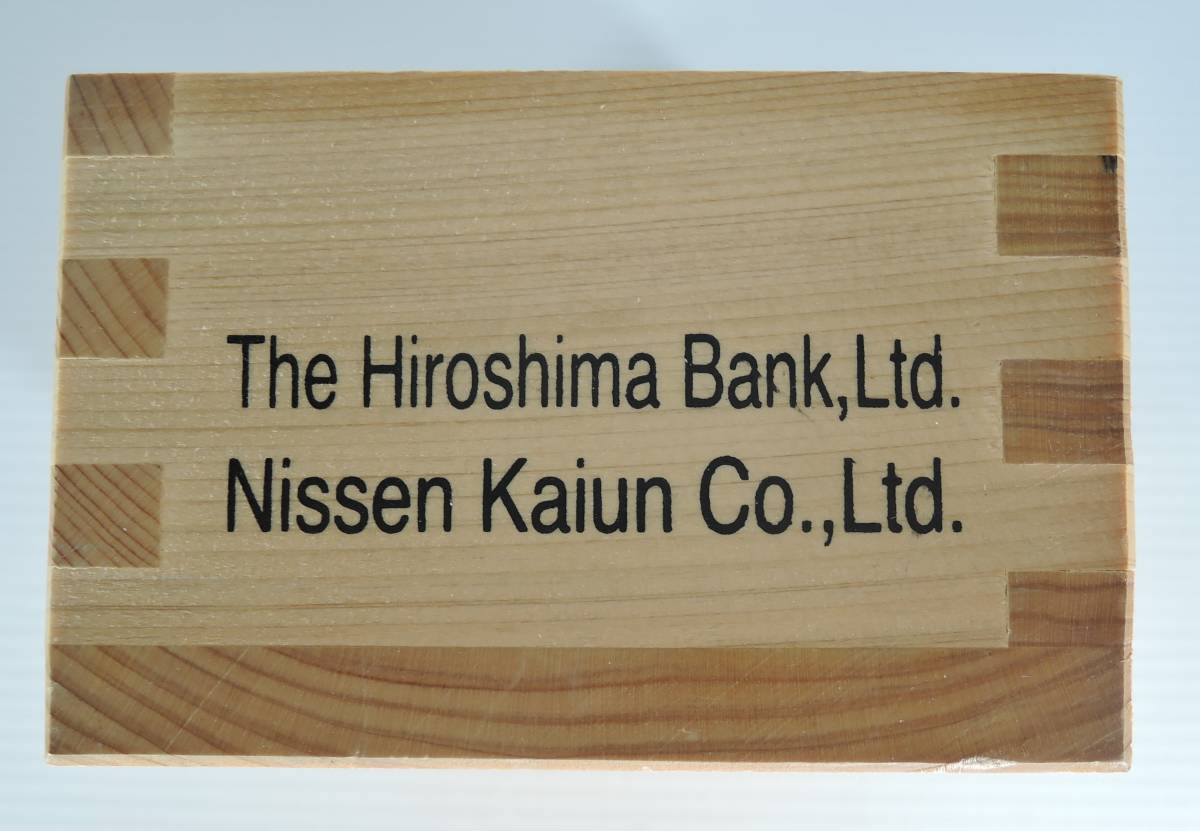 The Hiroshima Bank,Ltd.
Nissen Kaiun Co.,Ltd.